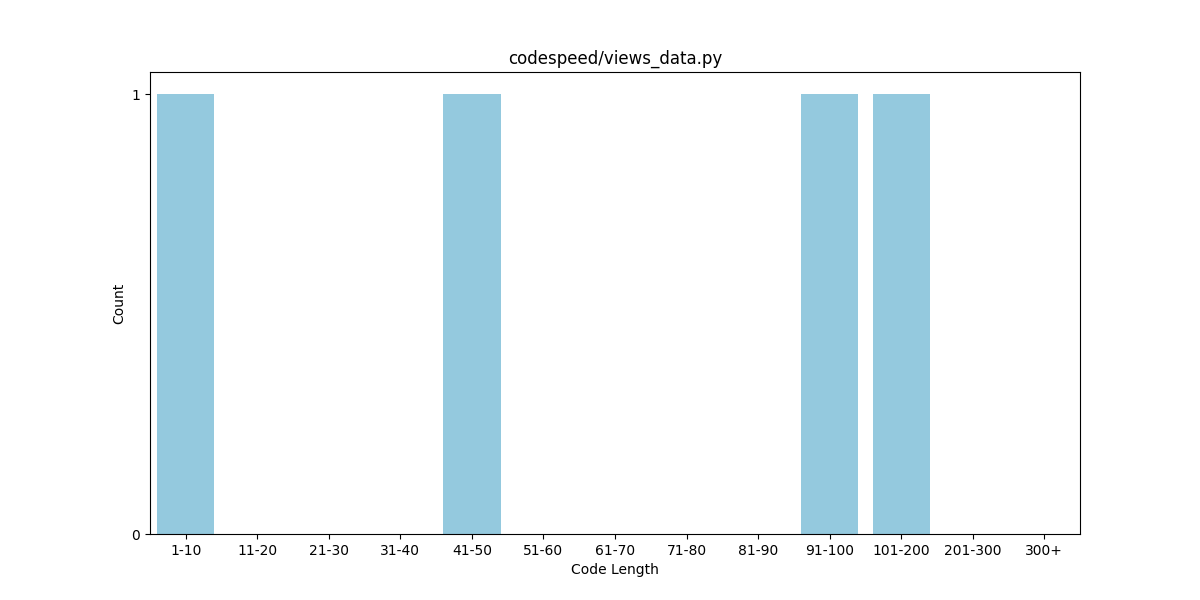 codespeed/views_data.py
Count
1
0
1-10 11-20 21-30 31-40 41-50 51-60 61-70 71-80 81-90 91-100 101-200 201-300 300+
Code Length